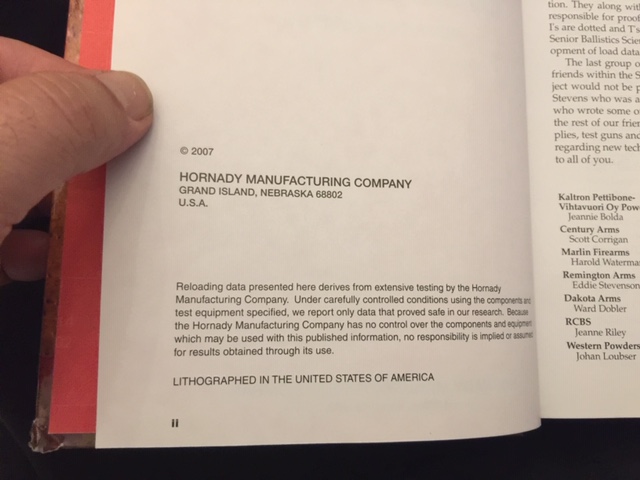 © 2007
HORNADY MANUFACTURING COMPANY
GRAND ISLAND, NEBRASKA 68802
U.S.A.
Reloading data presented here derives from extensive testing by the Hornady
Manufacturing Company. Under carefully controlled conditions using the components and
test equipment specified, we report only data that proved safe in our research. Because
the Hornady Manufacturing Company has no control over the components and equipment
which may be used with this published information, no responsibility is implied or assumed
for results obtained through its use.
LITHOGRAPHED IN THE UNITED STATES OF AMERICA
ii
tion. They along
responsible for
I's are dotted and T's
Senior Ballistics
opment of load data
The last group
friends within the
ject would not be
Stevens who was a
who wrote some
the rest of our
plies, test guns and
regarding new
to all of you.
Kaltron Pettibone-
Vihtavuori Oy
Jeannie Bolda
Century Arms
Scott Corrigan
Marlin Firearms
Harold
Remington Arms
Eddie Stevenson
Dakota Arms
Ward Dobler
RCBS
Jeanne Riley
Western Powders
Johan Loubser